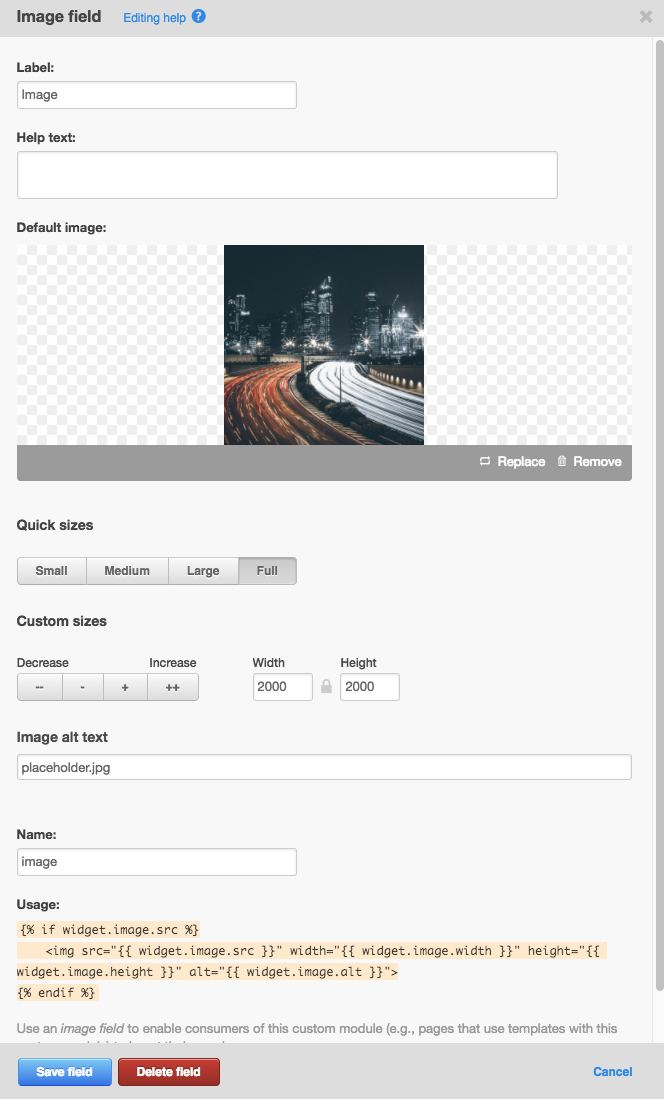 Image field Editing help ?
Label:
Image
Help text:
Default image:
Replace Remove
Quick sizes
Small Medium Large Full
Custom sizes
Decrease Increase Width Height
-- - + ++ 2000 2000
Image alt text
placeholder.jpg
Name:
image
Usage:
{% if widget.image.src %}
<img src="{{ widget.image.src }}" width="{{ widget.image.width }}" height="{{
widget.image.height }}" alt="{{ widget.image.alt }}">
{% endif %}
Use an image field to enable consumers of this custom module (e.g., pages that use templates with this
Save field Delete field Cancel